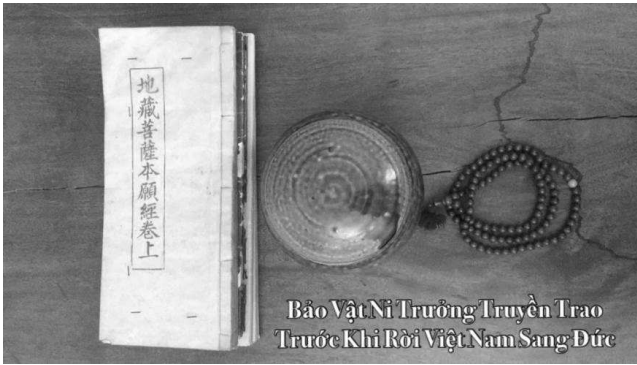 地藏菩薩本願經卷上
Bảo Vật Ni Trưởng Truyền Trao
Trước Khi Rời Việt Nam Sang Đức